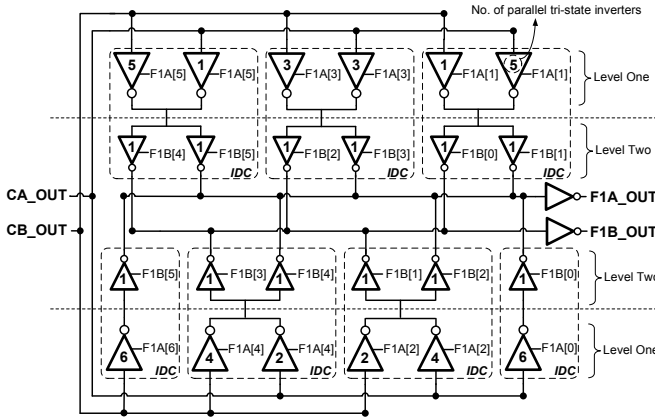 No. of parallel tri-state inverters
5 F1A[5] 1 F1A[5] 3 F1A[3] 3 F1A[3] 1 F1A[1] 5 F1A[1] Level One
1 F1B[4] 1 F1B[5] 1 F1B[2] 1 F1B[3] 1 F1B[0] 1 F1B[1] Level Two
IDC IDC IDC
CA_OUT F1A_OUT
CB_OUT F1B_OUT
1 F1B[5] 1 F1B[3] 1 F1B[4] 1 F1B[1] 1 F1B[2] 1 F1B[0] Level Two
6 F1A[6] 4 F1A[4] 2 F1A[4] 2 F1A[2] 4 F1A[2] 6 F1A[0] Level One
IDC IDC IDC IDC